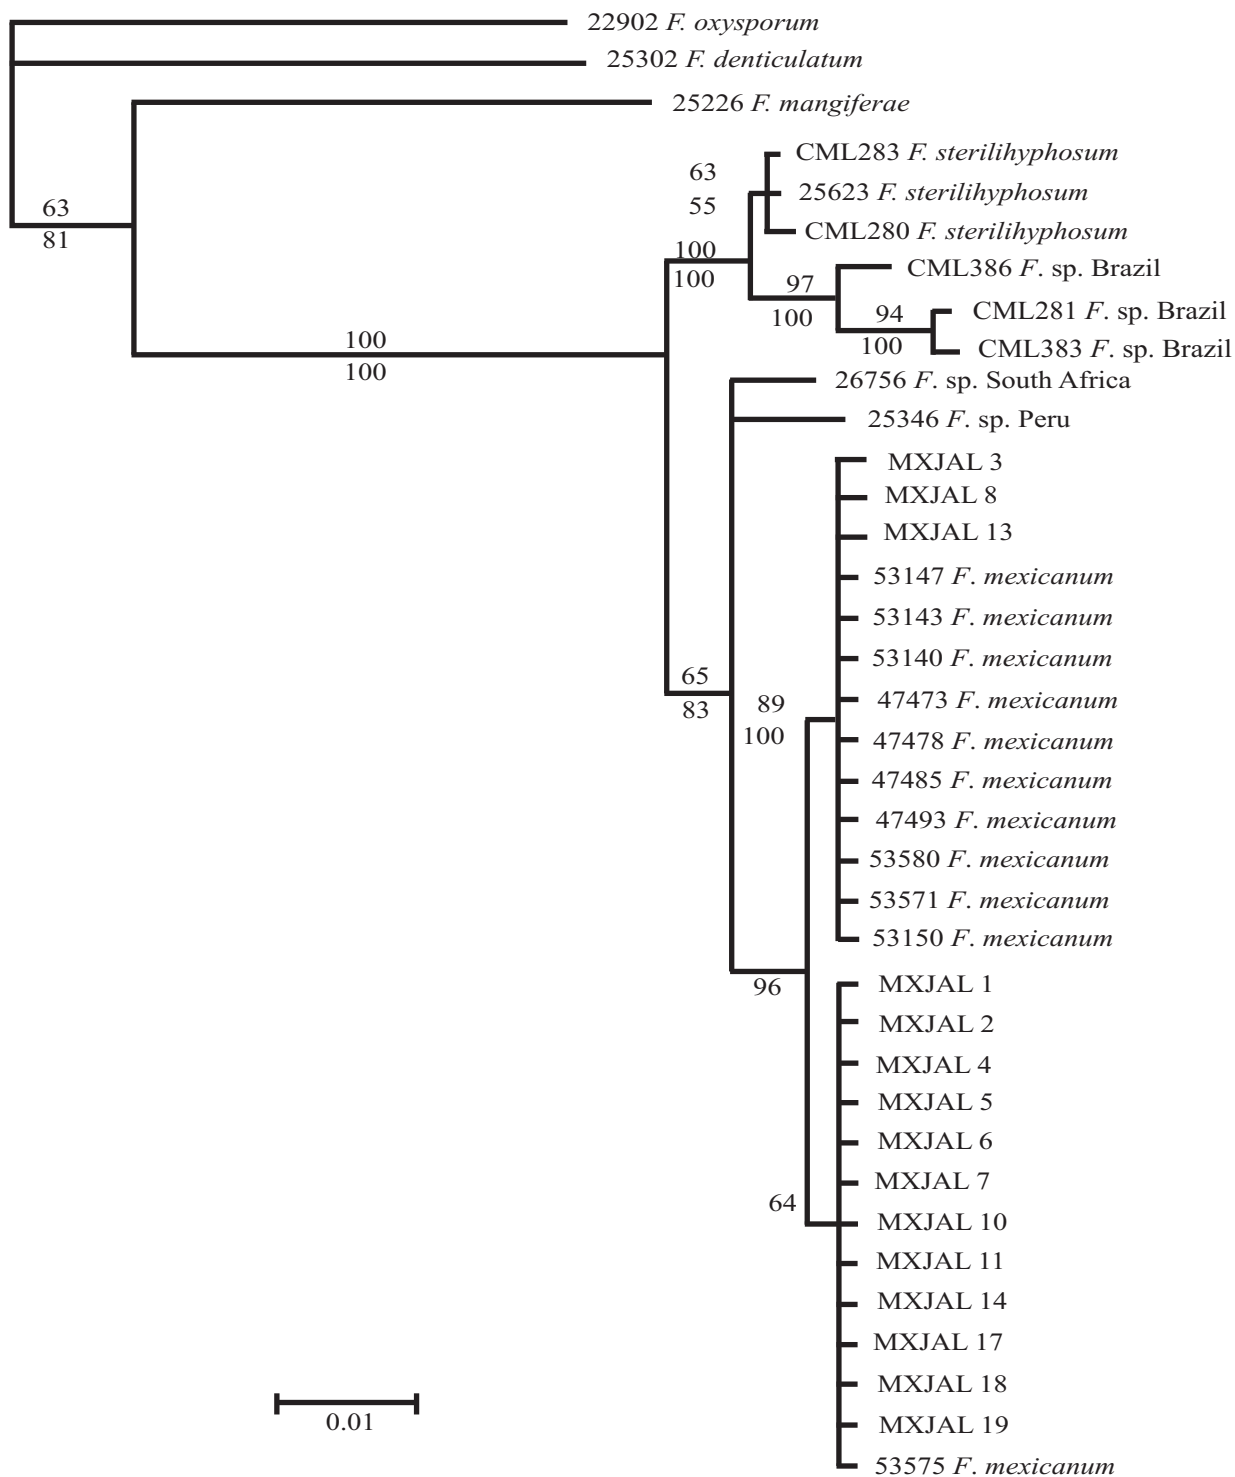 22902 F. oxysporum
25302 F. denticulatum
25226 F. mangiferae
CML283 F. sterilihyphosum
63
25623 F. sterilihyphosum
55
63
CML280 F. sterilihyphosum
81
100
CML386 F. sp. Brazil
100
97
CML281 F. sp. Brazil
100
94
100
CML383 F. sp. Brazil
100
100
26756 F. sp. South Africa
25346 F. sp. Peru
MXJAL 3
MXJAL 8
MXJAL 13
53147 F. mexicanum
53143 F. mexicanum
53140 F. mexicanum
65
83
89
47473 F. mexicanum
100
47478 F. mexicanum
47485 F. mexicanum
47493 F. mexicanum
53580 F. mexicanum
53571 F. mexicanum
53150 F. mexicanum
96
MXJAL 1
MXJAL 2
MXJAL 4
MXJAL 5
MXJAL 6
MXJAL 7
64
MXJAL 10
MXJAL 11
MXJAL 14
MXJAL 17
MXJAL 18
0.01
MXJAL 19
53575 F. mexicanum